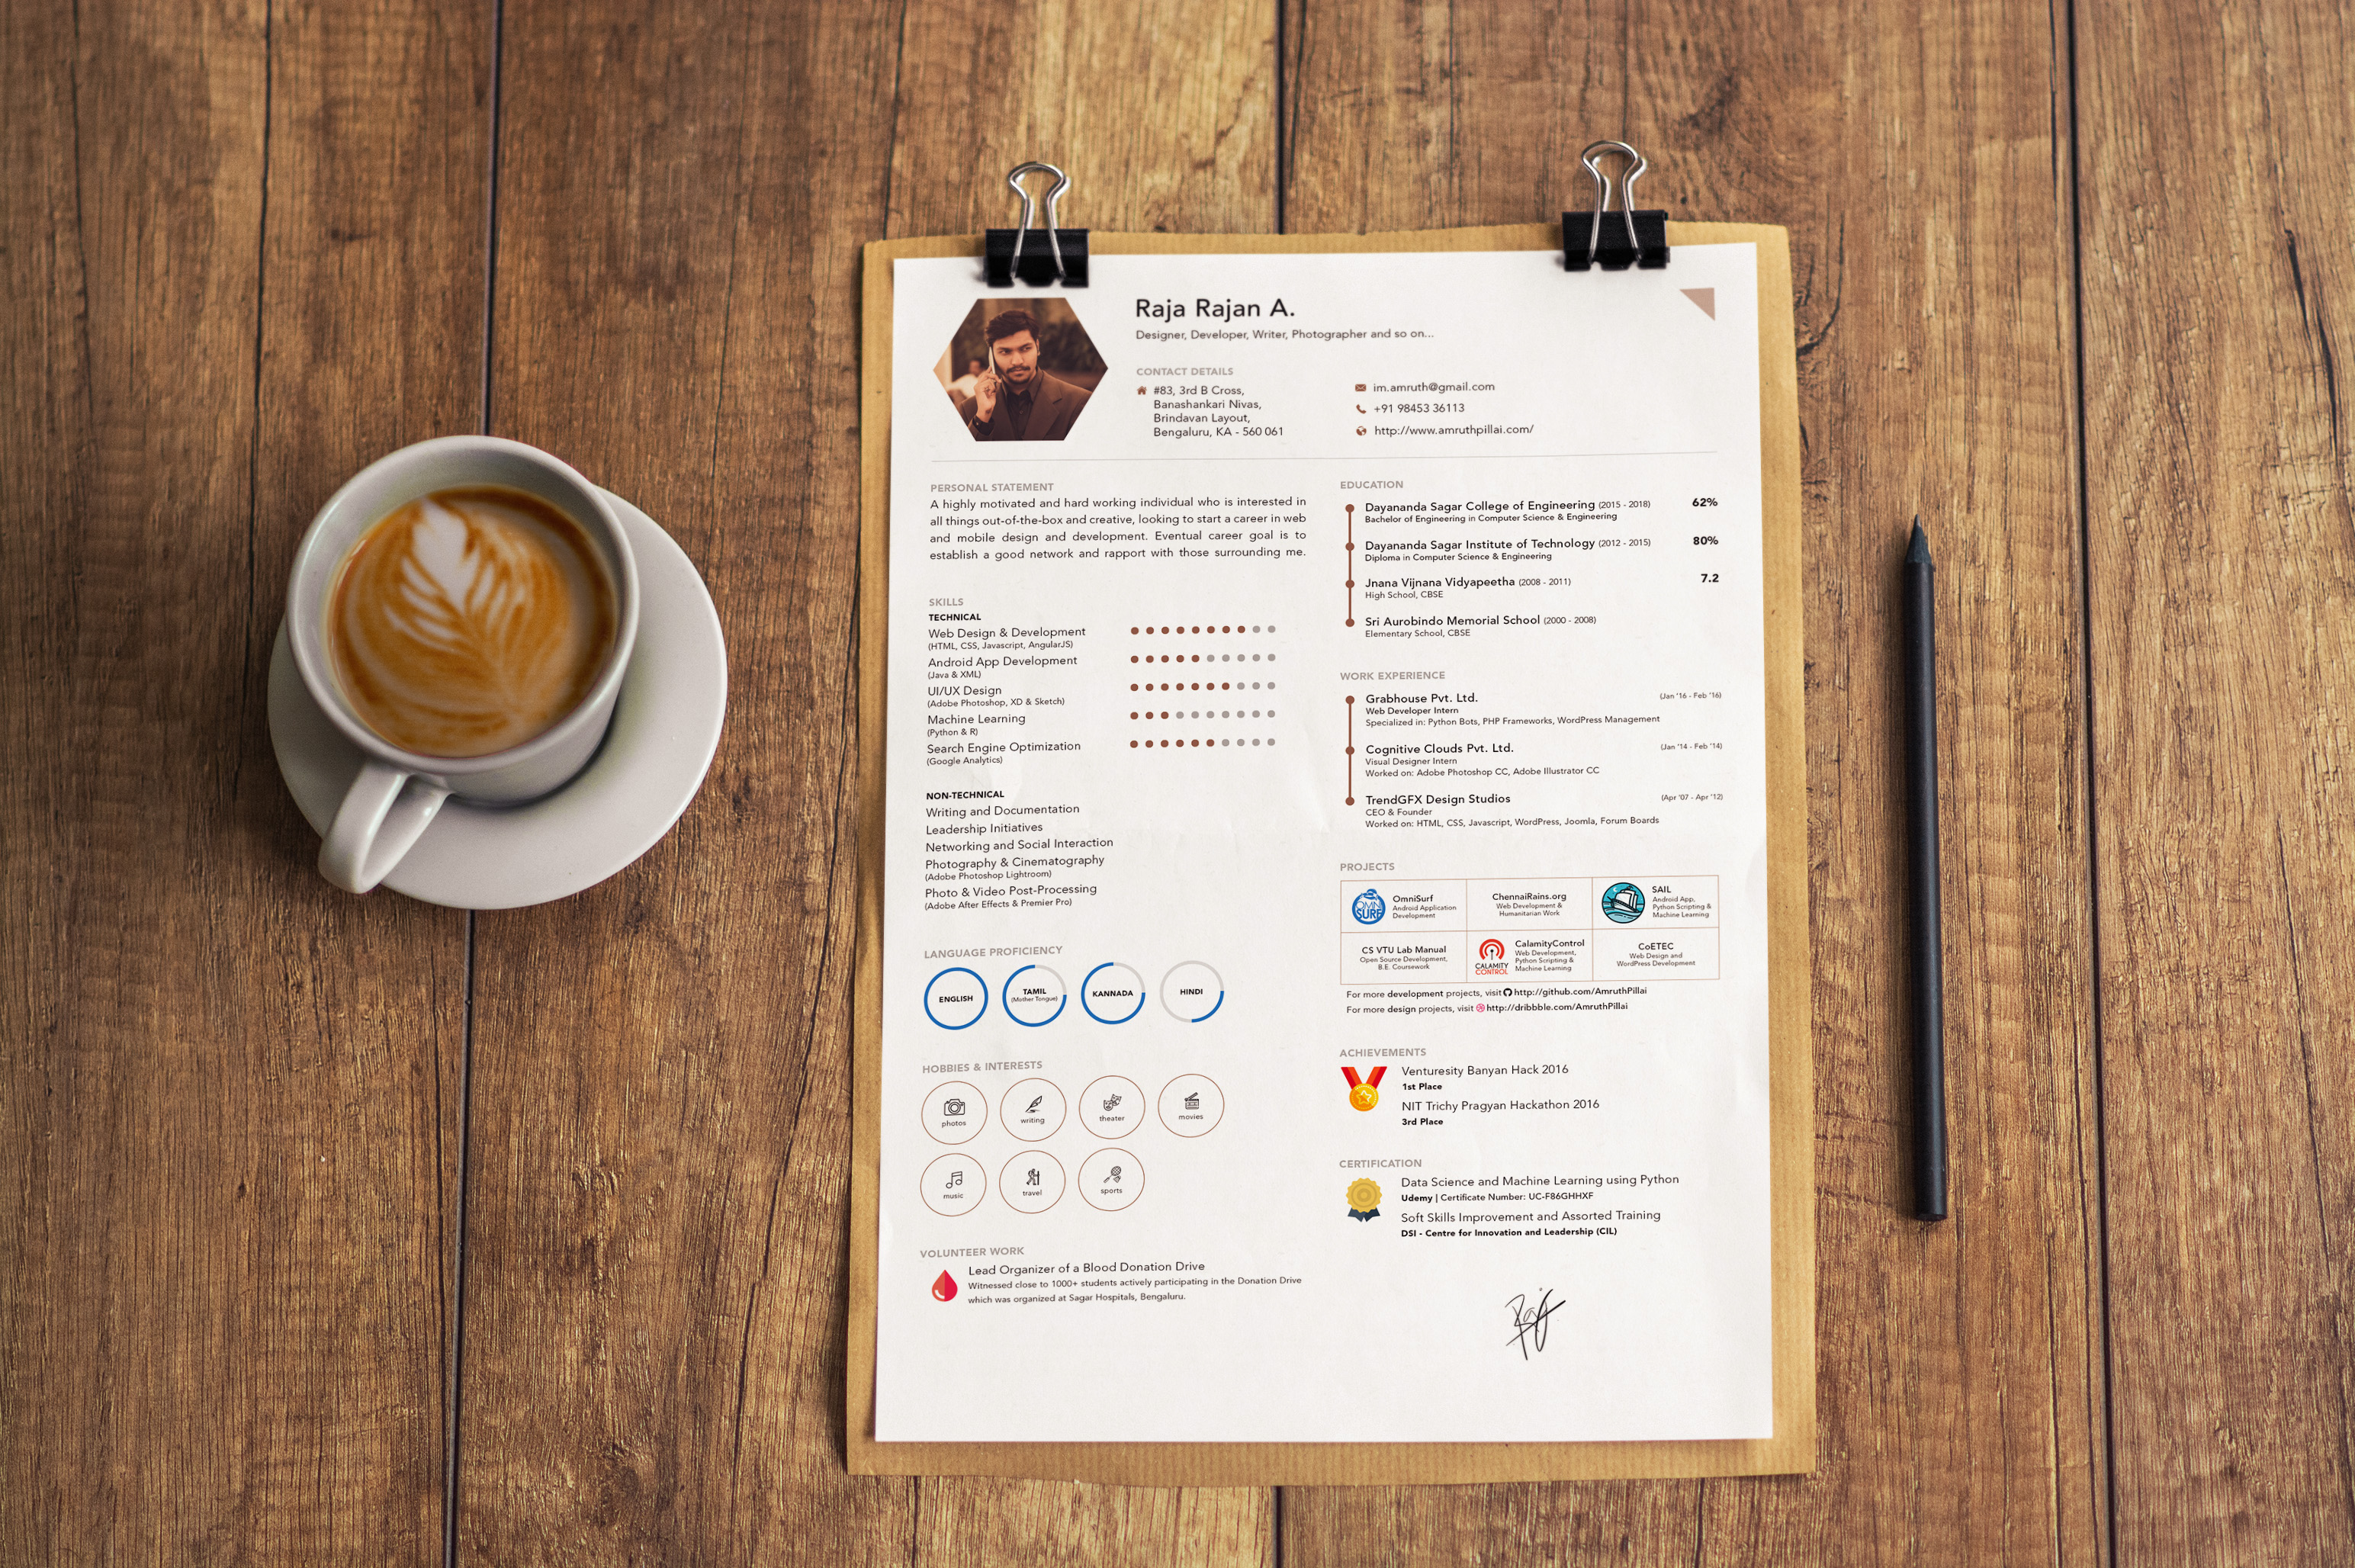 Raja Rajan A.
Designer, Developer, Writer, Photographer and so on...
CONTACT DETAILS
#83, 3rd B Cross,
Banashankari Nivas,
Brindavan Layout,
Bengaluru, KA - 560 061
im.amruth@gmail.com
+91 98453 36113
http://www.amruthpillai.com/
PERSONAL STATEMENT
A highly motivated and hard working individual who is interested in
all things out-of-the-box and creative, looking to start a career in web
and mobile design and development. Eventual career goal is to
establish a good network and rapport with those surrounding me.
SKILLS
TECHNICAL
Web Design & Development
(HTML, CSS, Javascript, AngularJS)
Android App Development
(Java & XML)
UI/UX Design
(Adobe Photoshop, XD & Sketch)
Machine Learning
(Python & R)
Search Engine Optimization
(Google Analytics)
NON-TECHNICAL
Writing and Documentation
Leadership Initiatives
Networking and Social Interaction
Photography & Cinematography
(Adobe Photoshop Lightroom)
Photo & Video Post-Processing
(Adobe After Effects & Premier Pro)
LANGUAGE PROFICIENCY
ENGLISH
TAMIL
(Mother Tongue)
KANNADA
HINDI
HOBBIES & INTERESTS
photos
writing
theater
movies
music
travel
sports
VOLUNTEER WORK
Lead Organizer of a Blood Donation Drive
Witnessed close to 1000+ students actively participating in the Donation Drive
which was organized at Sagar Hospitals, Bengaluru.
EDUCATION
Dayananda Sagar College of Engineering (2015 - 2018) 62%
Bachelor of Engineering in Computer Science & Engineering
Dayananda Sagar Institute of Technology (2012 - 2015) 80%
Diploma in Computer Science & Engineering
Jnana Vijnana Vidyapeetha (2008 - 2011) 7.2
High School, CBSE
Sri Aurobindo Memorial School (2000 - 2008)
Elementary School, CBSE
WORK EXPERIENCE
Grabhouse Pvt. Ltd. (Jan '16 - Feb '16)
Web Developer Intern
Specialized in: Python Bots, PHP Frameworks, WordPress Management
Cognitive Clouds Pvt. Ltd. (Jan '14 - Feb '14)
Visual Designer Intern
Worked on: Adobe Photoshop CC, Adobe Illustrator CC
TrendGFX Design Studios (Apr '07 - Apr '12)
CEO & Founder
Worked on: HTML, CSS, Javascript, WordPress, Joomla, Forum Boards
PROJECTS
OMNI
SURF
OmniSurf
Android Application
Development
ChennaiRains.org
Web Development &
Humanitarian Work
SAIL
Android App,
Python Scripting &
Machine Learning
CS VTU Lab Manual
Open Source Development,
B.E. Coursework
CALAMITY
CONTROL
CalamityControl
Web Development,
Python Scripting &
Machine Learning
CoETEC
Web Design and
WordPress Development
For more development projects, visit http://github.com/AmruthPillai
For more design projects, visit http://dribbble.com/AmruthPillai
ACHIEVEMENTS
Venturesity Banyan Hack 2016
1st Place
NIT Trichy Pragyan Hackathon 2016
3rd Place
CERTIFICATION
Data Science and Machine Learning using Python
Udemy | Certificate Number: UC-F86GHHXF
Soft Skills Improvement and Assorted Training
DSI - Centre for Innovation and Leadership (CIL)